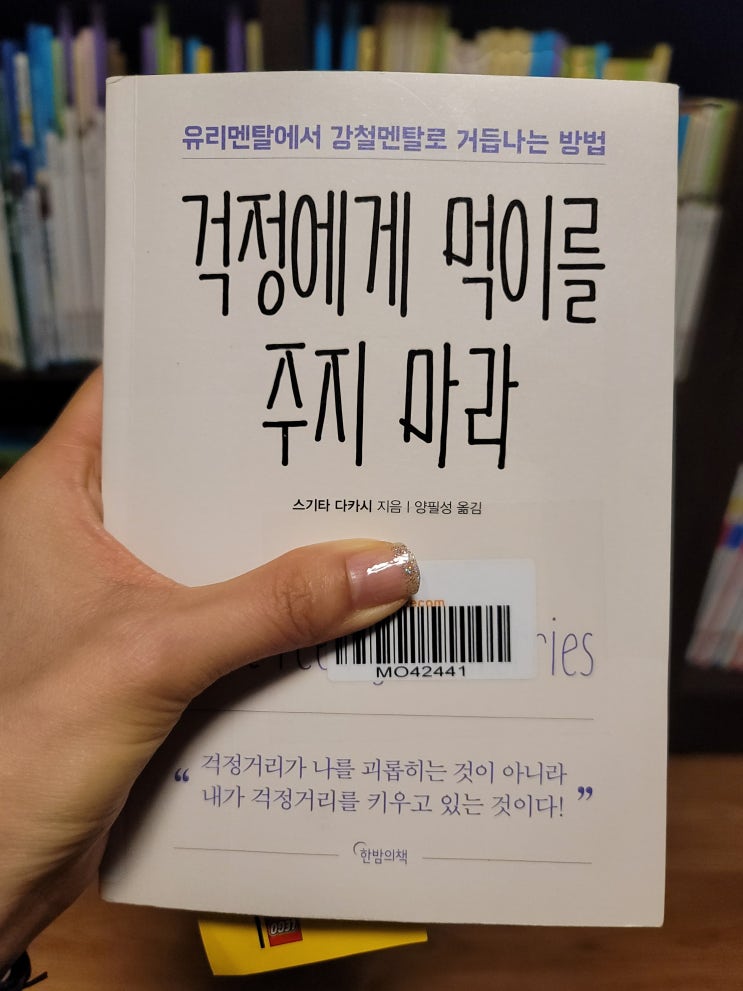 유리멘탈에서 강철멘탈로 거듭나는 방법
걱정에게 먹이를
주지 마라
스기타 다카시 지음 | 양필성 옮김
MO42441
“ 걱정거리가 나를 괴롭히는 것이 아니라
내가 걱정거리를 키우고 있는 것이다! ”
한밤의책
LEGO